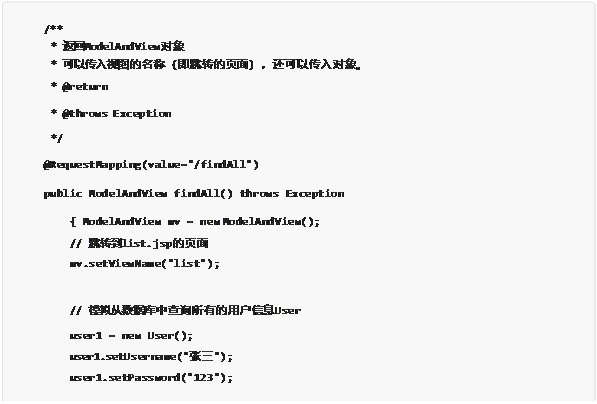 /**
* 返回ModelAndView对象
* 可以传入视图的名称（即跳转的页面），还可以传入对象。
* @return
* @throws Exception
*/
@RequestMapping(value="/findAll")
public ModelAndView findAll() throws Exception
{ ModelAndView mv = new ModelAndView();
// 跳转到list.jsp的页面
mv.setViewName("list");
// 模拟从数据库中查询所有的用户信息User
user1 = new User();
user1.setUsername("张三");
user1.setPassword("123");